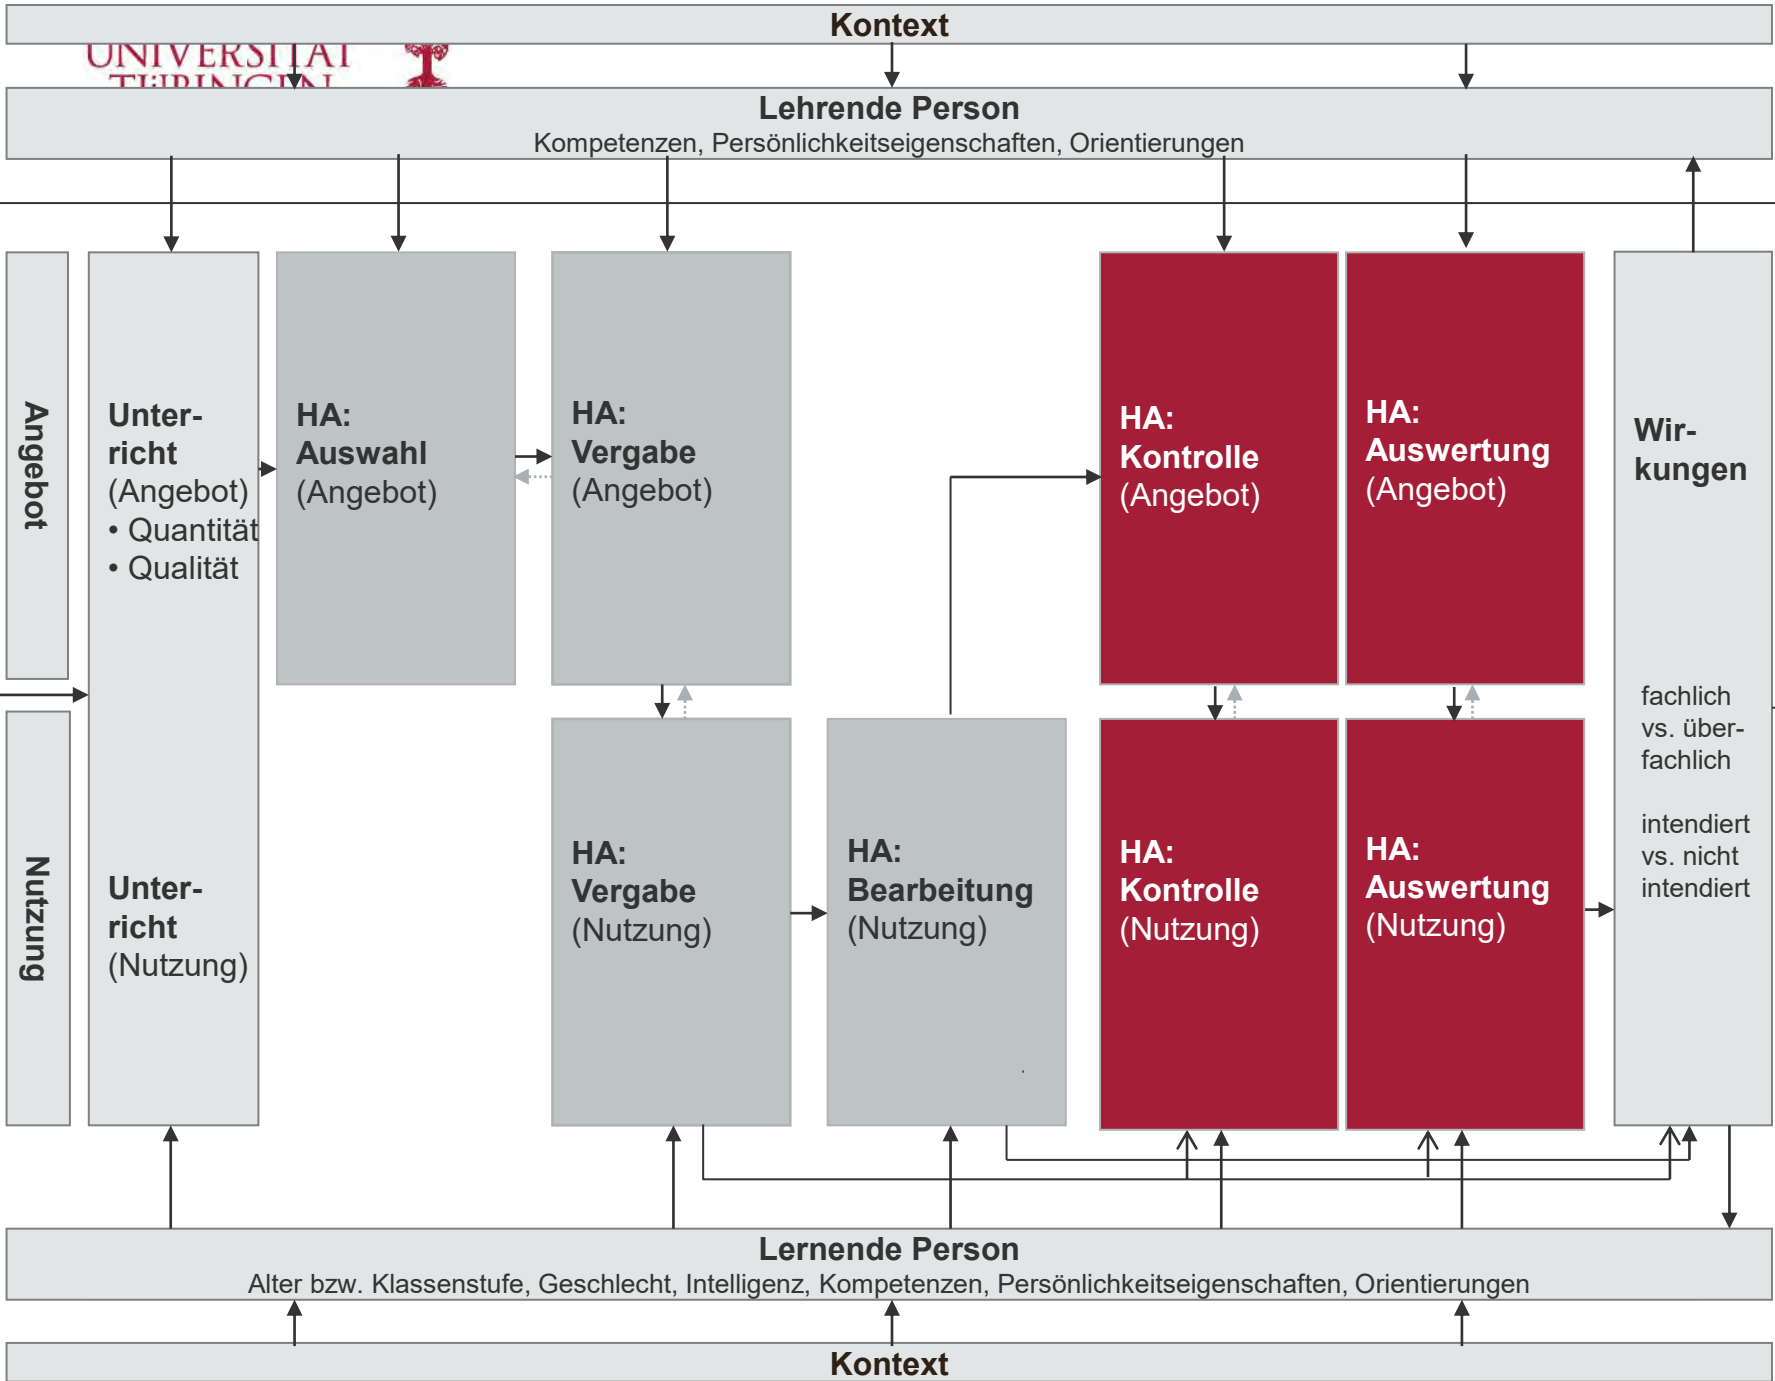 Kontext
UNIVERSITÄT
TÜBINGEN
Lehrende Person
Kompetenzen, Persönlichkeitseigenschaften, Orientierungen
Angebot
Unter-
richt
(Angebot)
• Quantität
• Qualität
HA:
Auswahl
(Angebot)
HA:
Vergabe
(Angebot)
HA:
Kontrolle
(Angebot)
HA:
Auswertung
(Angebot)
Wir-
kungen
fachlich
vs. über-
fachlich
intendiert
vs. nicht
intendiert
Nutzung
Unter-
richt
(Nutzung)
HA:
Vergabe
(Nutzung)
HA:
Bearbeitung
(Nutzung)
HA:
Kontrolle
(Nutzung)
HA:
Auswertung
(Nutzung)
Lernende Person
Alter bzw. Klassenstufe, Geschlecht, Intelligenz, Kompetenzen, Persönlichkeitseigenschaften, Orientierungen
Kontext